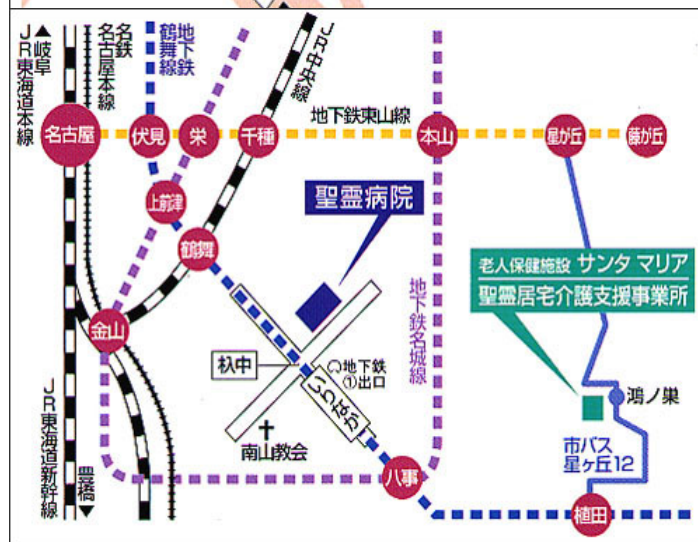 ▲岐阜
JR東海道本線
名鉄
名古屋本線
地下鉄
鶴舞線
JR中央線
名古屋
伏見
栄
千種
地下鉄東山線
本山
星が丘
藤が丘
上前津
聖霊病院
鶴舞
老人保健施設 サンタ マリア
聖霊居宅介護支援事業所
地下鉄名城線
金山
杁中
地下鉄
①出口
いりなか
鴻ノ巣
南山教会
市バス
星ヶ丘12
JR東海道新幹線
豊橋▼
八事
植田